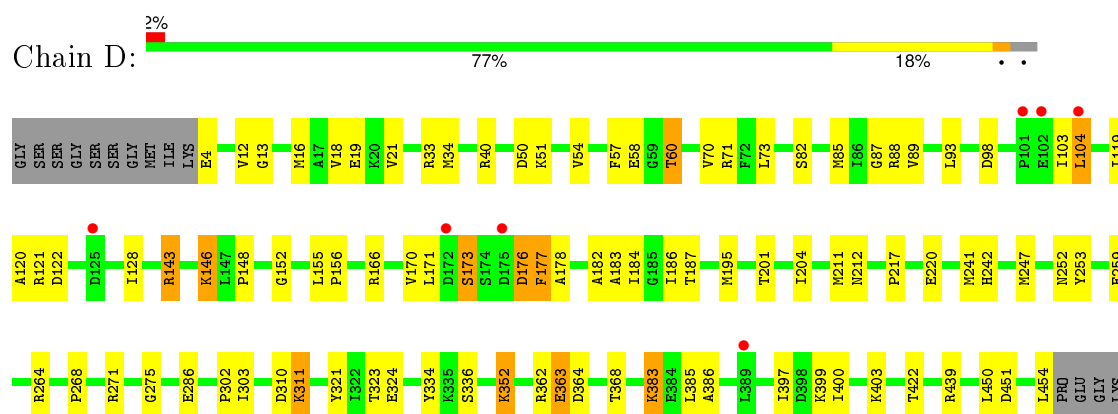 2%
Chain D:
77% 18% • •
GLY SER SER GLY SER SER GLY MET ILE LYS E4 V12 G13 M16 A17 V18 E19 K20 V21 R33 M34 R40 D50 K51 V54 F57 E58 G59 T60 V70 R71 F72 L73 S82 M85 I86 G87 R88 V89 L93 D98 P101 E102 I103 L104
A120 R121 D122 D125 I128 R143 K146 L147 P148 G152 L155 P156 R166 V170 L171 D172 S173 S174 D175 D176 F177 A178 A182 A183 I184 G185 I186 T187 M195 T201 I204 M211 N212 P217 E220 M241 H242 M247 N252 Y253
R264 P268 R271 G275 E286 P302 I303 D310 K311 Y321 I322 T323 E324 Y334 K335 S336 K352 R362 E363 D364 T368 K383 E384 L385 A386 L389 I397 D398 K399 I400 K403 T422 R439 L450 D451 L454 PRO GLU GLY